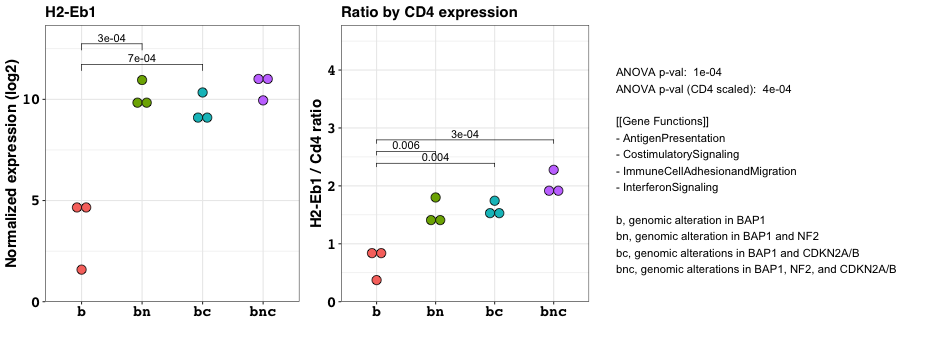 H2-Eb1
Normalized expression (log2)
10
5
0
3e-04
7e-04
b bn bc bnc
Ratio by CD4 expression
H2-Eb1 / Cd4 ratio
4
3
2
1
0
3e-04
0.006
0.004
b bn bc bnc
ANOVA p-val: 1e-04
ANOVA p-val (CD4 scaled): 4e-04
[[Gene Functions]]
- AntigenPresentation
- CostimulatorySignaling
- ImmuneCellAdhesionandMigration
- InterferonSignaling
b, genomic alteration in BAP1
bn, genomic alteration in BAP1 and NF2
bc, genomic alterations in BAP1 and CDKN2A/B
bnc, genomic alterations in BAP1, NF2, and CDKN2A/B